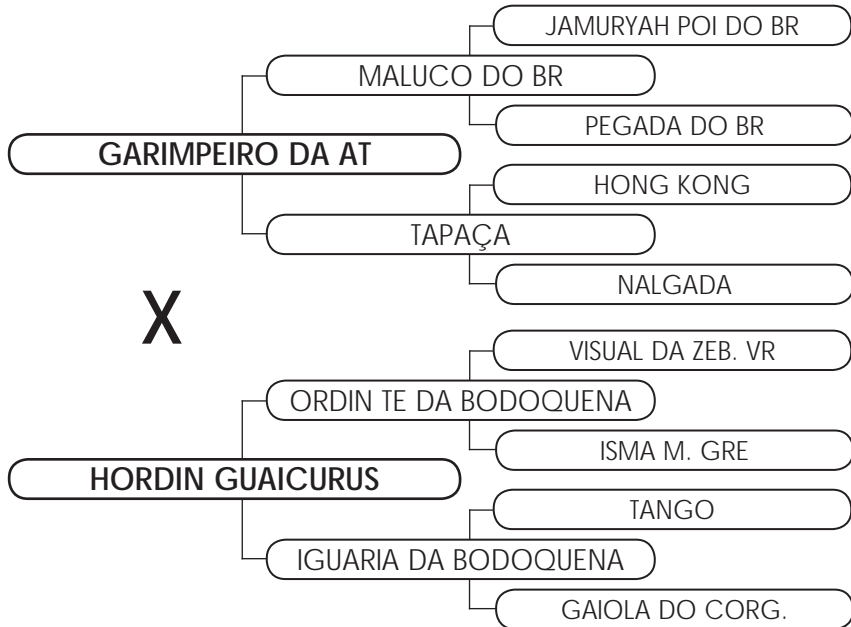 JAMURYAH POI DO BR
MALUCO DO BR
PEGADA DO BR
GARIMPEIRO DA AT
HONG KONG
TAPAÇA
NALGADA
X
VISUAL DA ZEB. VR
ORDIN TE DA BODOQUENA
ISMA M. GRE
HORDIN GUAICURUS
TANGO
IGUARIA DA BODOQUENA
GAIOLA DO CORG.